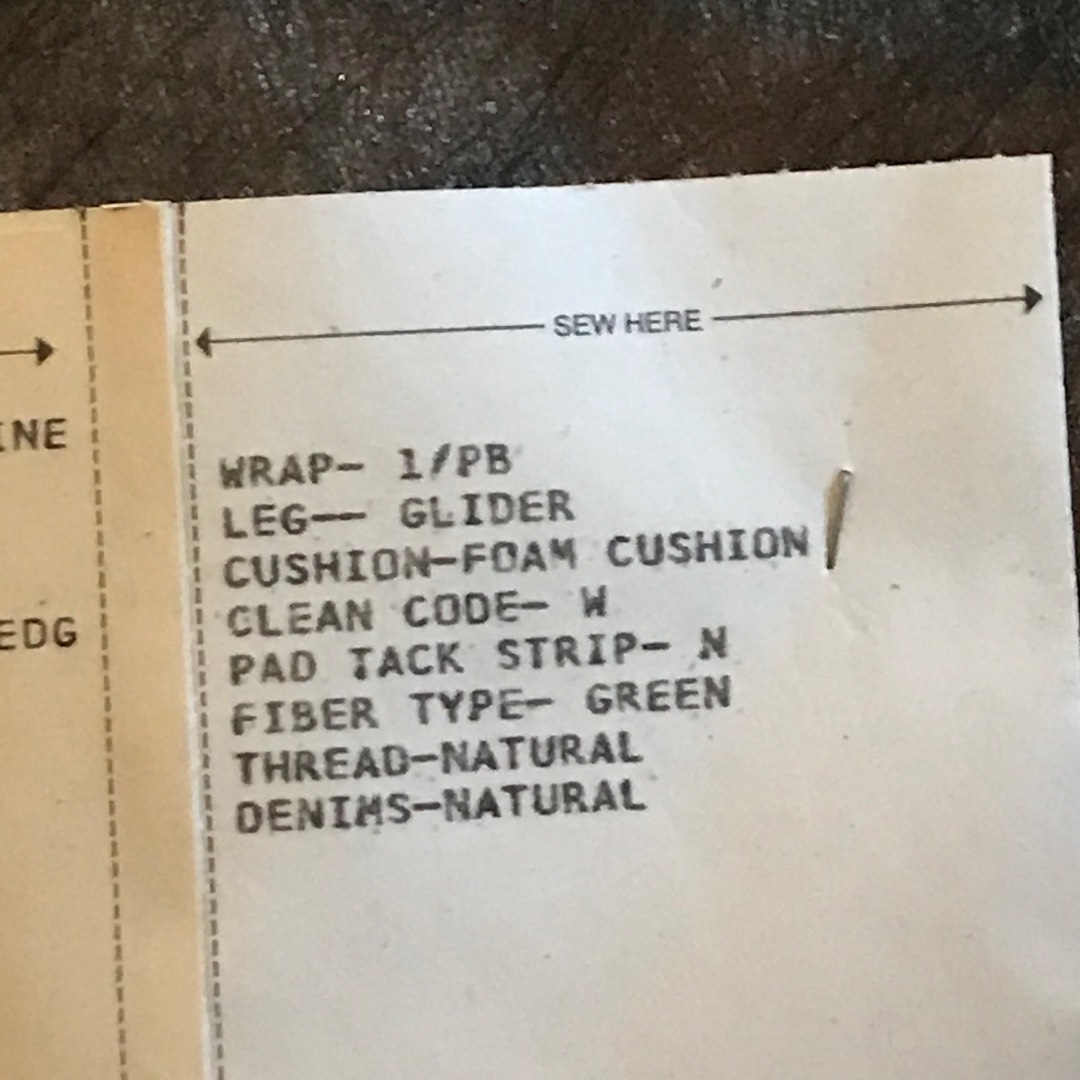 SEW HERE
INE
EDG
WRAP- 1/PB
LEG-- GLIDER
CUSHION-FOAM CUSHION
CLEAN CODE- W
PAD TACK STRIP- N
FIBER TYPE- GREEN
THREAD-NATURAL
DENIMS-NATURAL